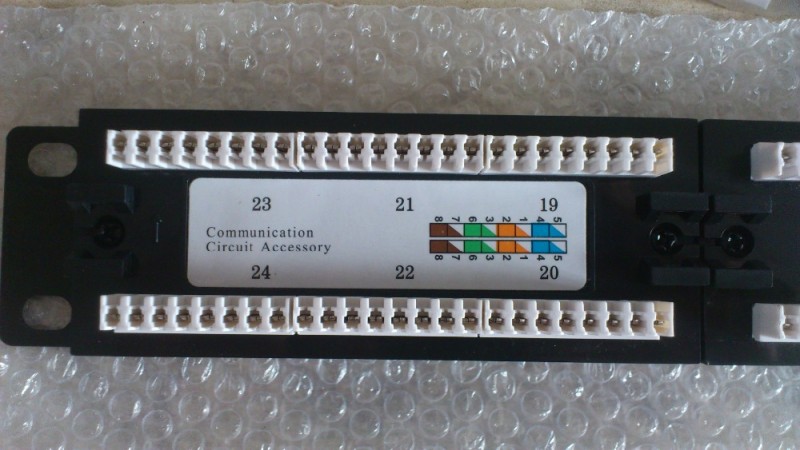 23 21 19
Communication
Circuit Accessory
8 7 6 3 2 1 4 5
8 7 6 3 2 1 4 5
24 22 20